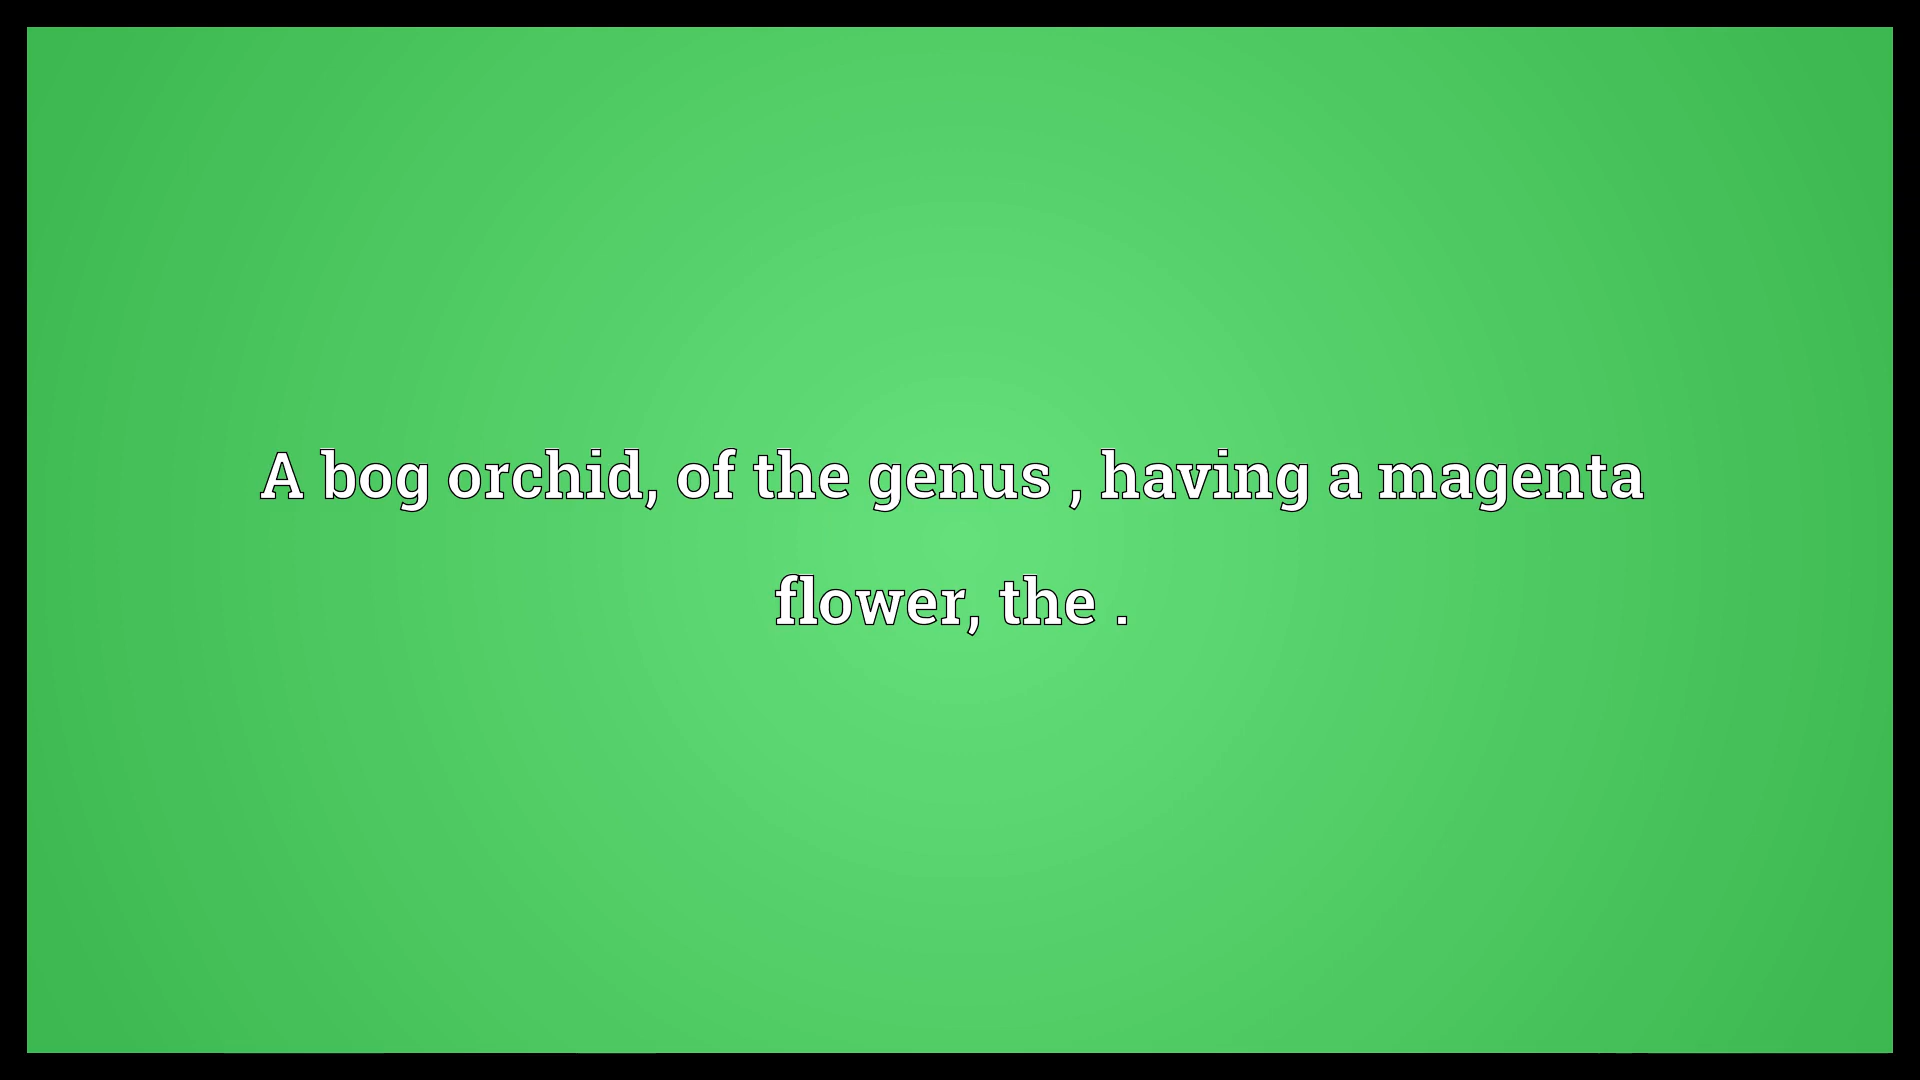 A bog orchid, of the genus , having a magenta
flower, the .